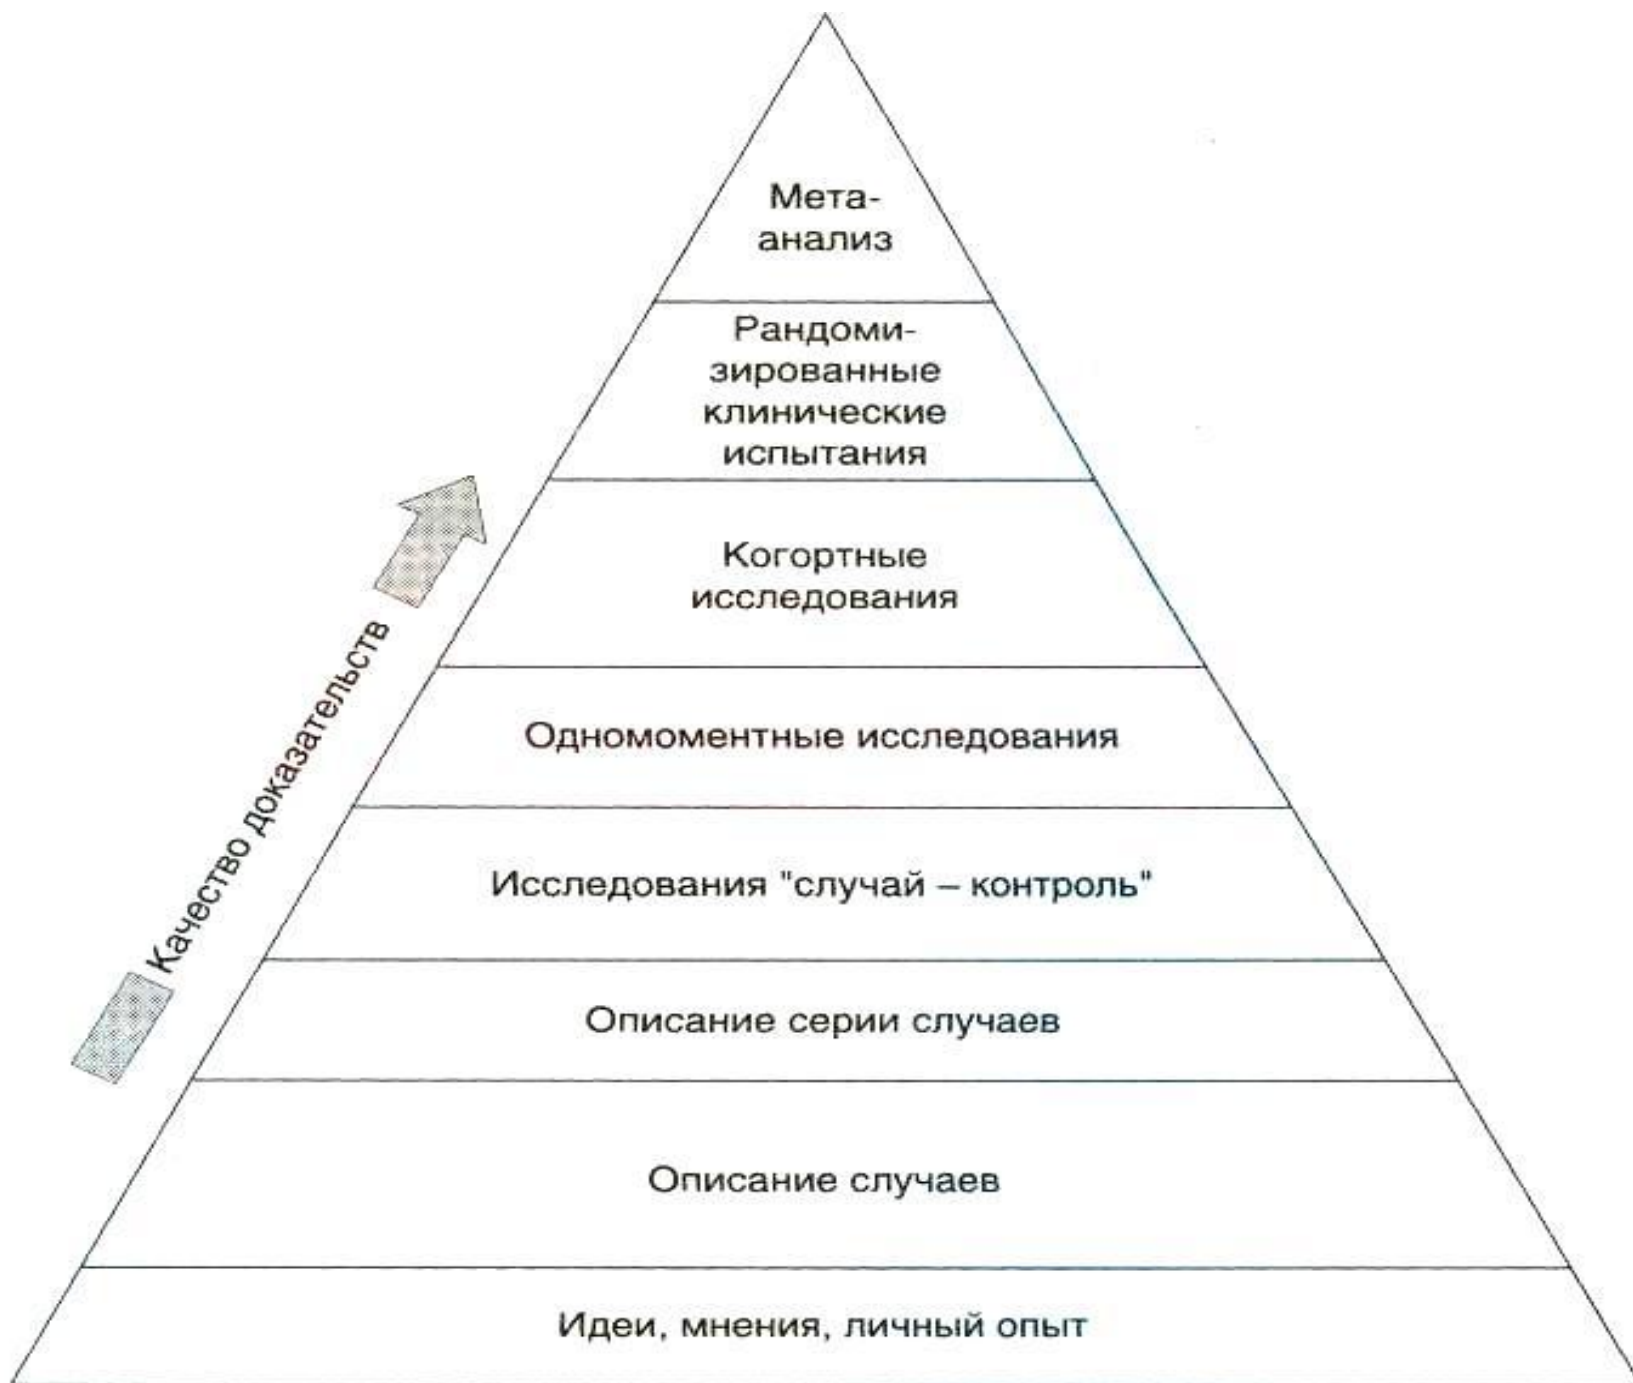 Мета-
анализ
Рандоми-
зированные
клинические
испытания
Когортные
исследования
Одномоментные исследования
Исследования "случай – контроль"
Описание серии случаев
Описание случаев
Идеи, мнения, личный опыт
Качество доказательств